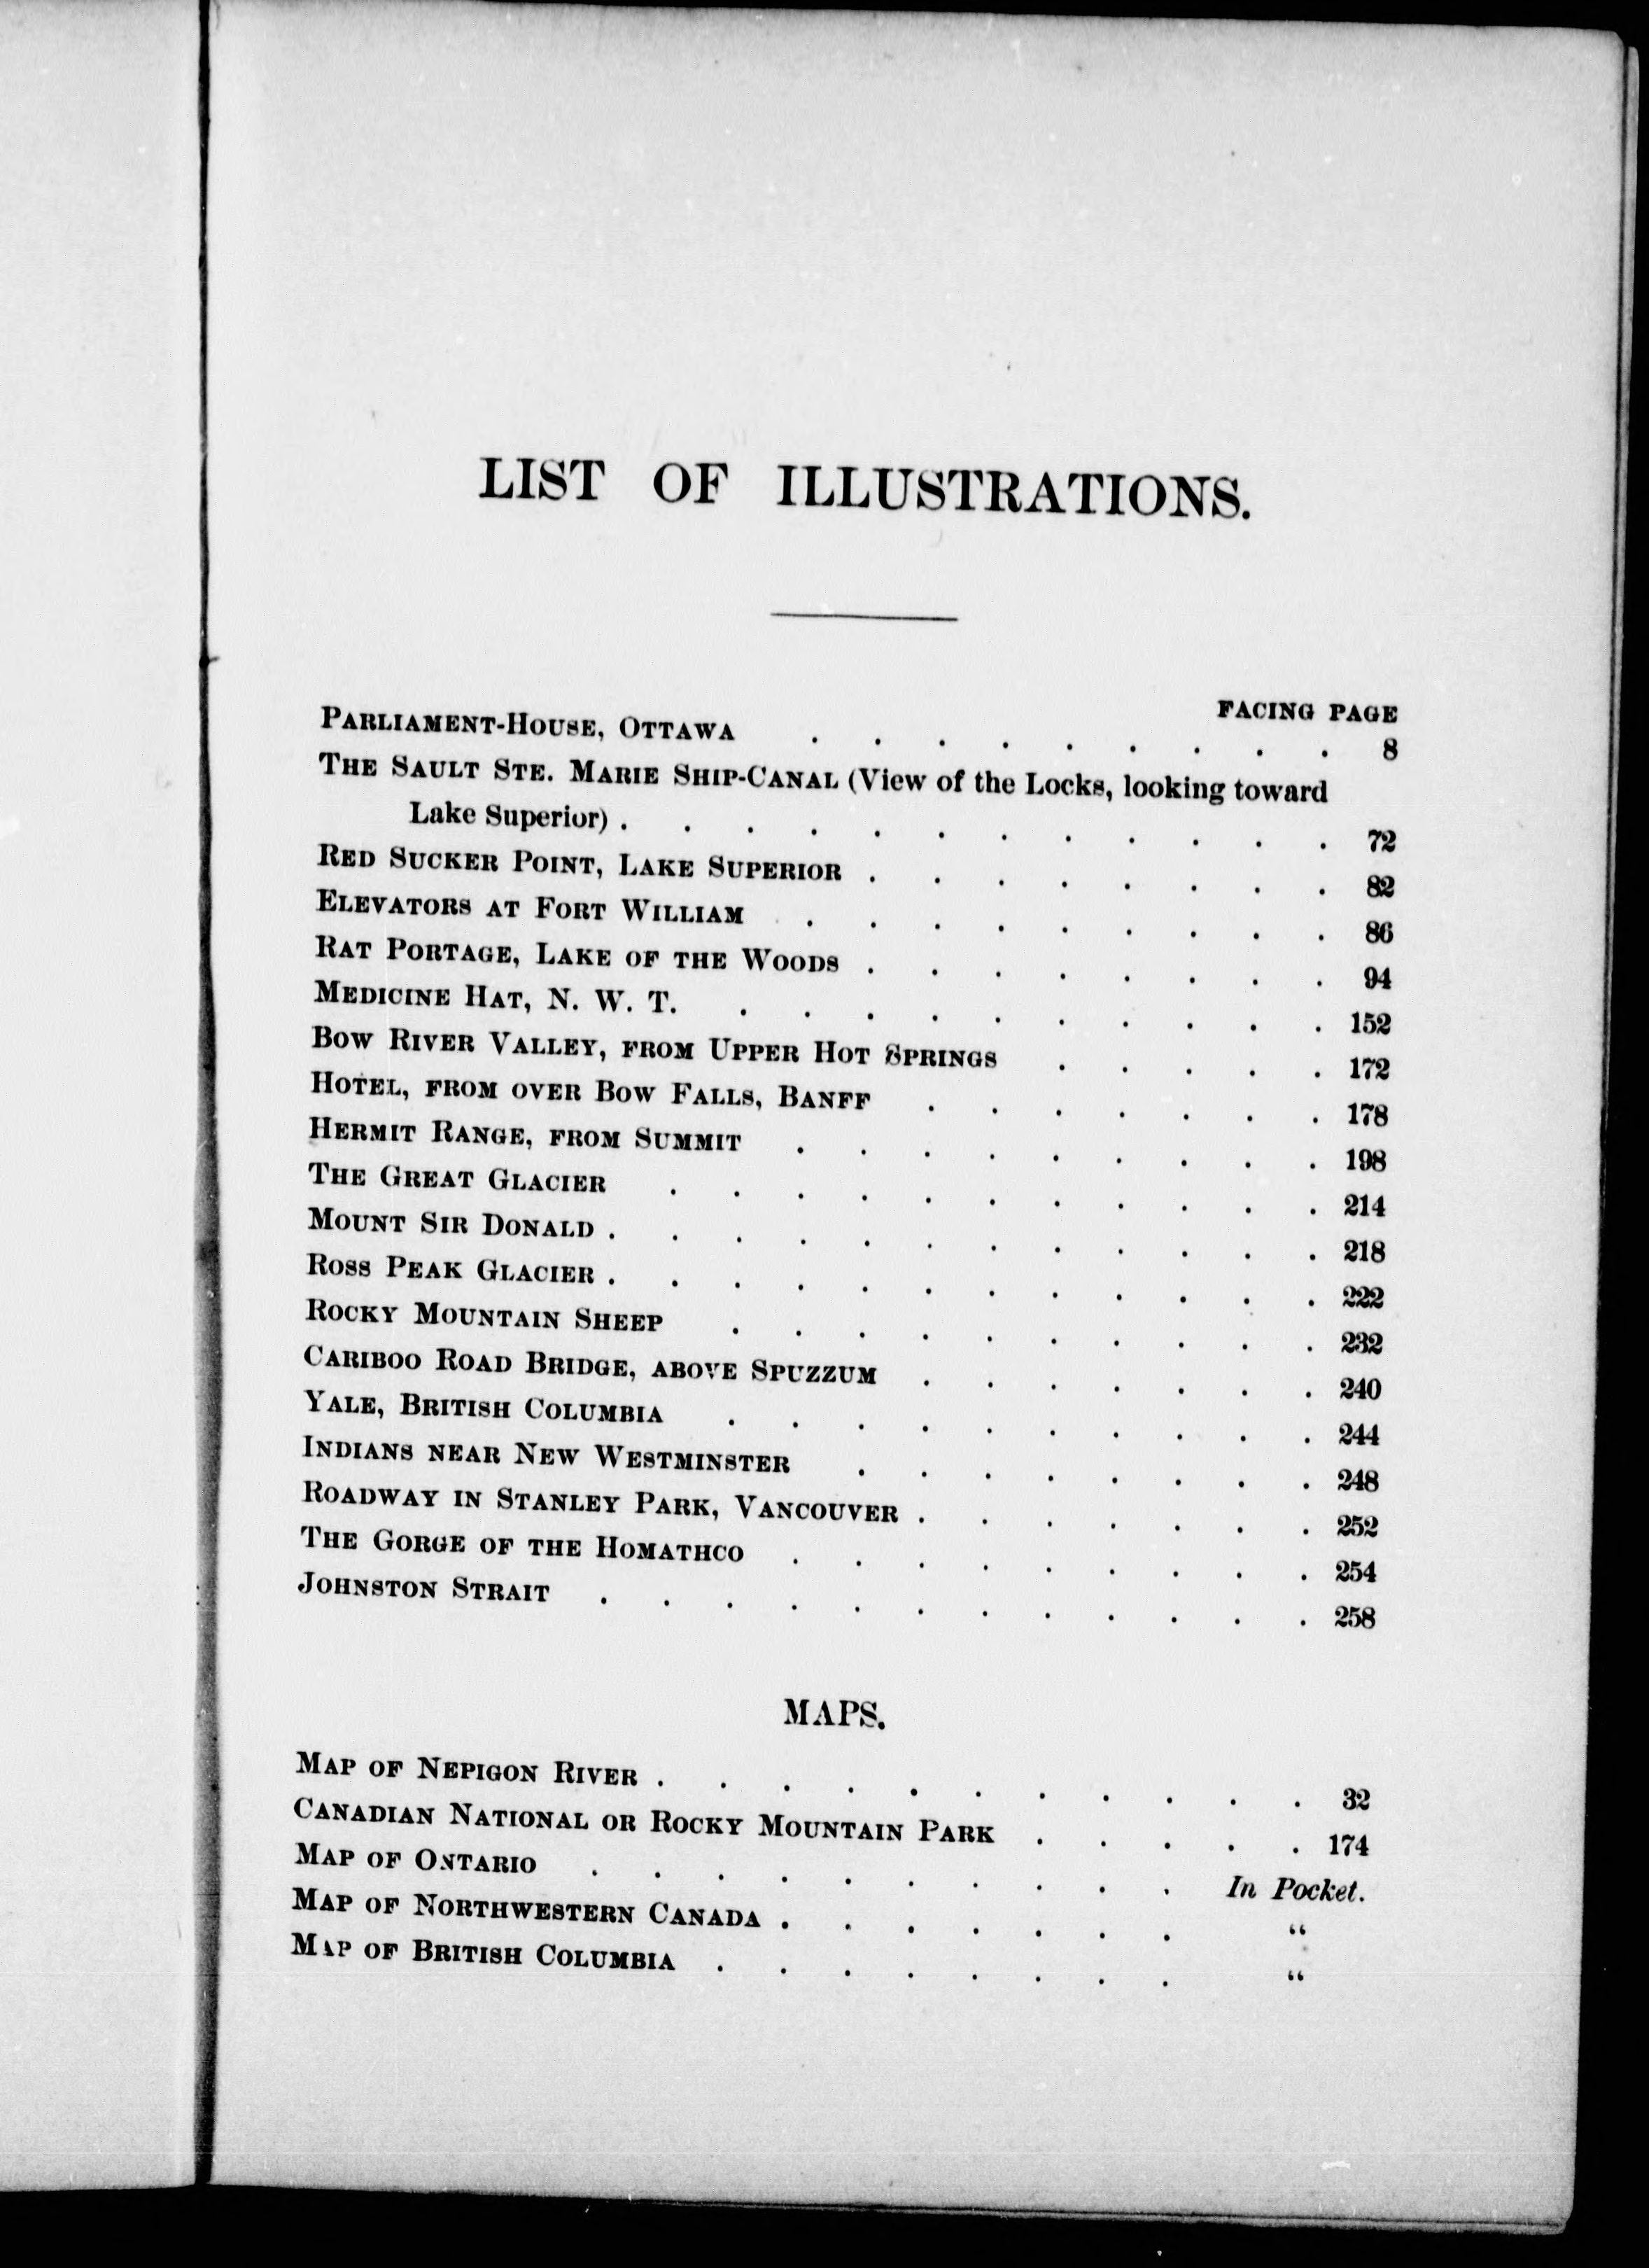 LIST OF ILLUSTRATIONS.
FACING PAGE
PARLIAMENT-HOUSE, OTTAWA . . . . . . . . . 8
THE SAULT STE. MARIE SHIP-CANAL (View of the Locks, looking toward
Lake Superior) . . . . . . . . . . . . 72
RED SUCKER POINT, LAKE SUPERIOR . . . . . . . . 82
ELEVATORS AT FORT WILLIAM . . . . . . . . . 86
RAT PORTAGE, LAKE OF THE WOODS . . . . . . . . 94
MEDICINE HAT, N. W. T. . . . . . . . . . . 152
BOW RIVER VALLEY, FROM UPPER HOT SPRINGS . . . . . 172
HOTEL, FROM OVER BOW FALLS, BANFF . . . . . . . 178
HERMIT RANGE, FROM SUMMIT . . . . . . . . . 198
THE GREAT GLACIER . . . . . . . . . . . 214
MOUNT SIR DONALD . . . . . . . . . . . . 218
ROSS PEAK GLACIER . . . . . . . . . . . . 222
ROCKY MOUNTAIN SHEEP . . . . . . . . . . 232
CARIBOO ROAD BRIDGE, ABOVE SPUZZUM . . . . . . . 240
YALE, BRITISH COLUMBIA . . . . . . . . . . 244
INDIANS NEAR NEW WESTMINSTER . . . . . . . . 248
ROADWAY IN STANLEY PARK, VANCOUVER . . . . . . . 252
THE GORGE OF THE HOMATHCO . . . . . . . . . 254
JOHNSTON STRAIT . . . . . . . . . . . . 258
MAPS.
MAP OF NEPIGON RIVER . . . . . . . . . . . 32
CANADIAN NATIONAL OR ROCKY MOUNTAIN PARK . . . . . 174
MAP OF ONTARIO . . . . . . . . . . In Pocket.
MAP OF NORTHWESTERN CANADA . . . . . . . “
MAP OF BRITISH COLUMBIA . . . . . . . . “